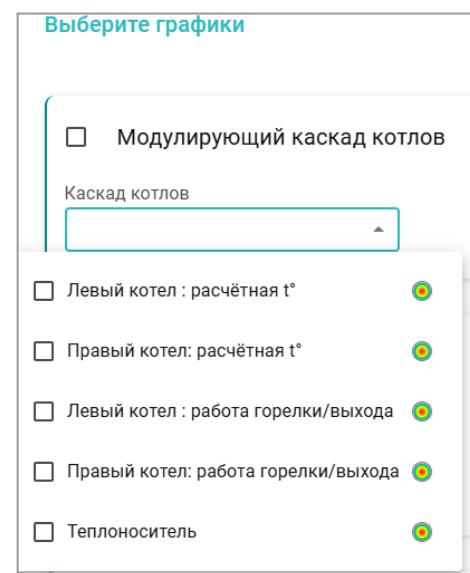 Выберите графики
Модулирующий каскад котлов
Каскад котлов
Левый котел : расчётная t°
Правый котел: расчётная t°
Левый котел : работа горелки/выхода
Правый котел: работа горелки/выхода
Теплоноситель